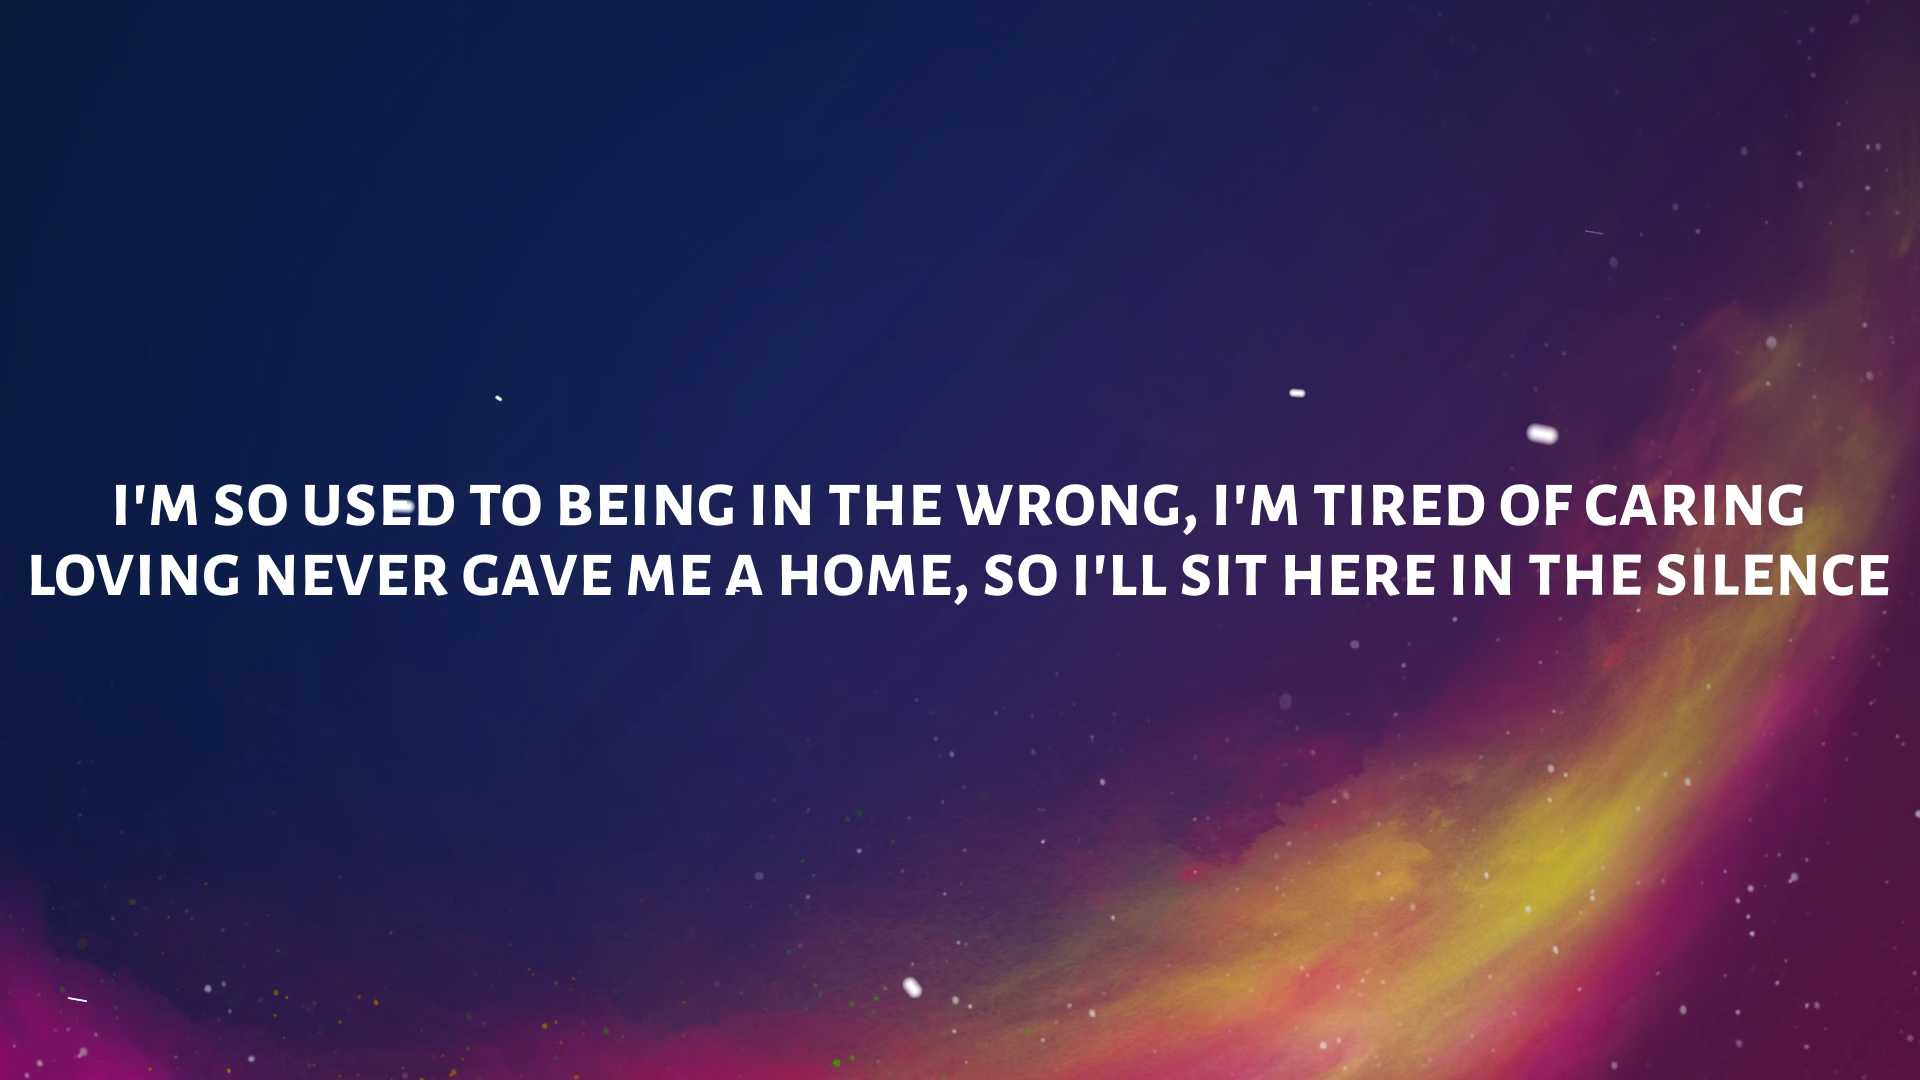 I'M SO USED TO BEING IN THE WRONG, I'M TIRED OF CARING
LOVING NEVER GAVE ME A HOME, SO I'LL SIT HERE IN THE SILENCE